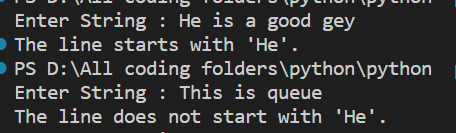 PS D:\All coding folders\python\python
Enter String : He is a good gey
The line starts with 'He'.
PS D:\All coding folders\python\python
Enter String : This is queue
The line does not start with 'He'.